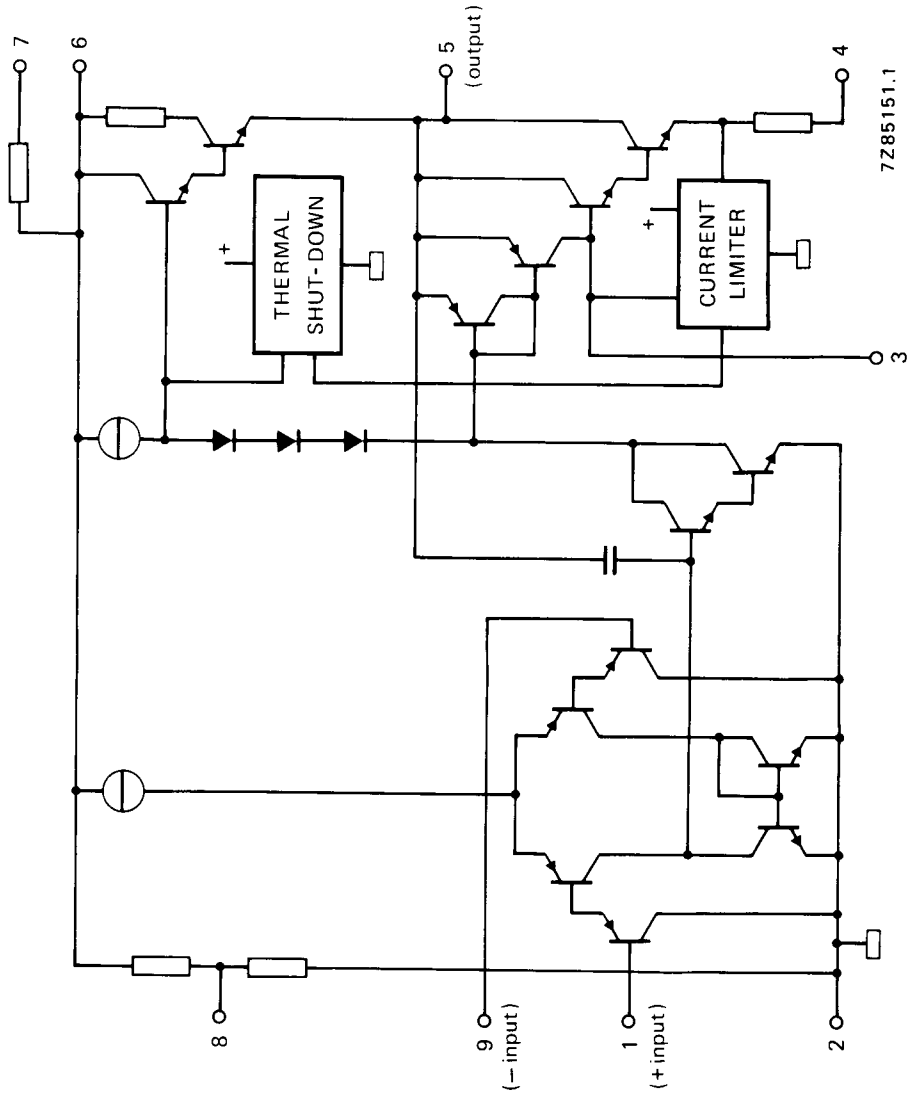 7
6
5
(output)
4
+
THERMAL
SHUT-DOWN
+
CURRENT
LIMITER
3
8
9
(−input)
1
(+input)
2
7Z85151.1